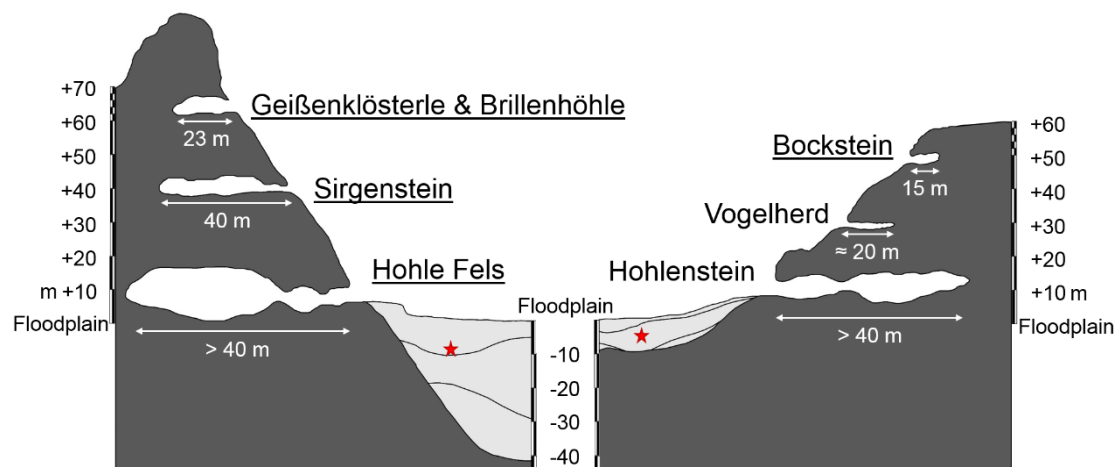 +70
+60
+50
+40
+30
+20
m +10
Floodplain
Geißenklösterle & Brillenhöhle
23 m
Sirgenstein
40 m
Hohle Fels
> 40 m
Floodplain
-10
-20
-30
-40
Bockstein
15 m
Vogelherd
≈ 20 m
Hohlenstein
> 40 m
+60
+50
+40
+30
+20
+10 m
Floodplain